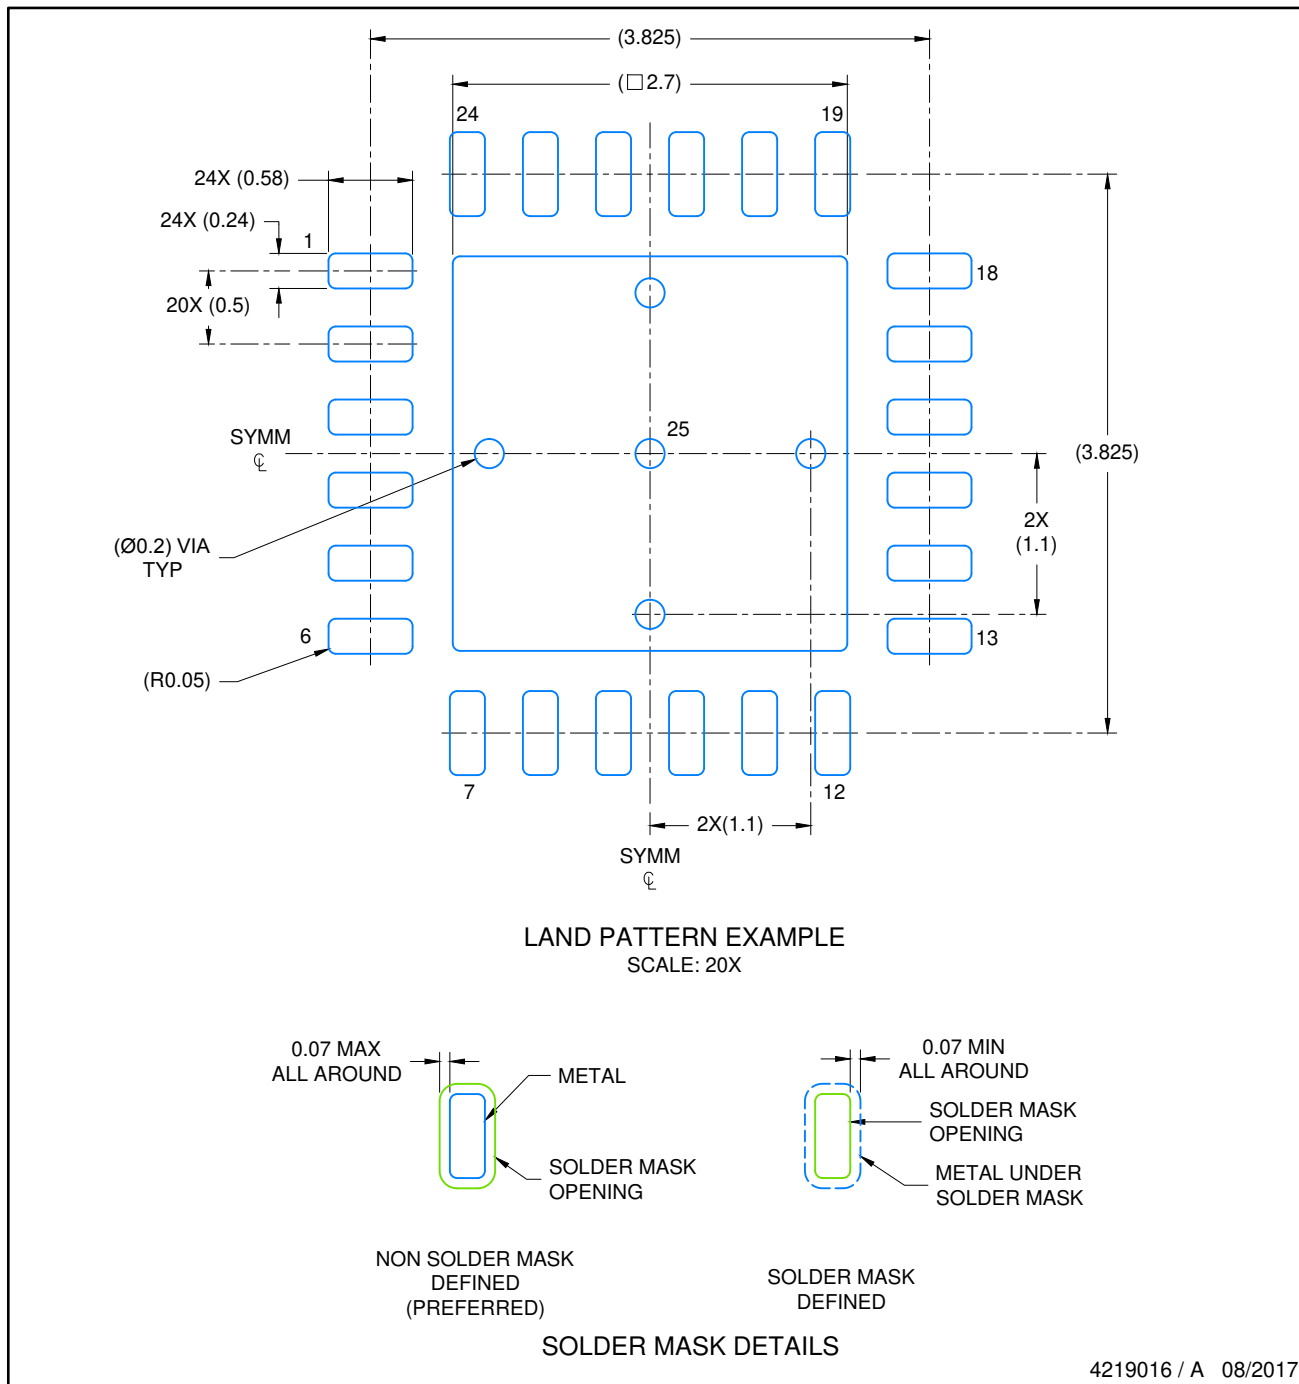 (3.825)
(□2.7)
24
19
24X (0.58)
24X (0.24)
1
18
20X (0.5)
25
SYMM
℄
(3.825)
2X
(1.1)
(Ø0.2) VIA
TYP
6
13
(R0.05)
7
12
2X(1.1)
SYMM
℄
LAND PATTERN EXAMPLE
SCALE: 20X
0.07 MAX
ALL AROUND
METAL
SOLDER MASK
OPENING
0.07 MIN
ALL AROUND
SOLDER MASK
OPENING
METAL UNDER
SOLDER MASK
NON SOLDER MASK
DEFINED
(PREFERRED)
SOLDER MASK
DEFINED
SOLDER MASK DETAILS
4219016 / A 08/2017